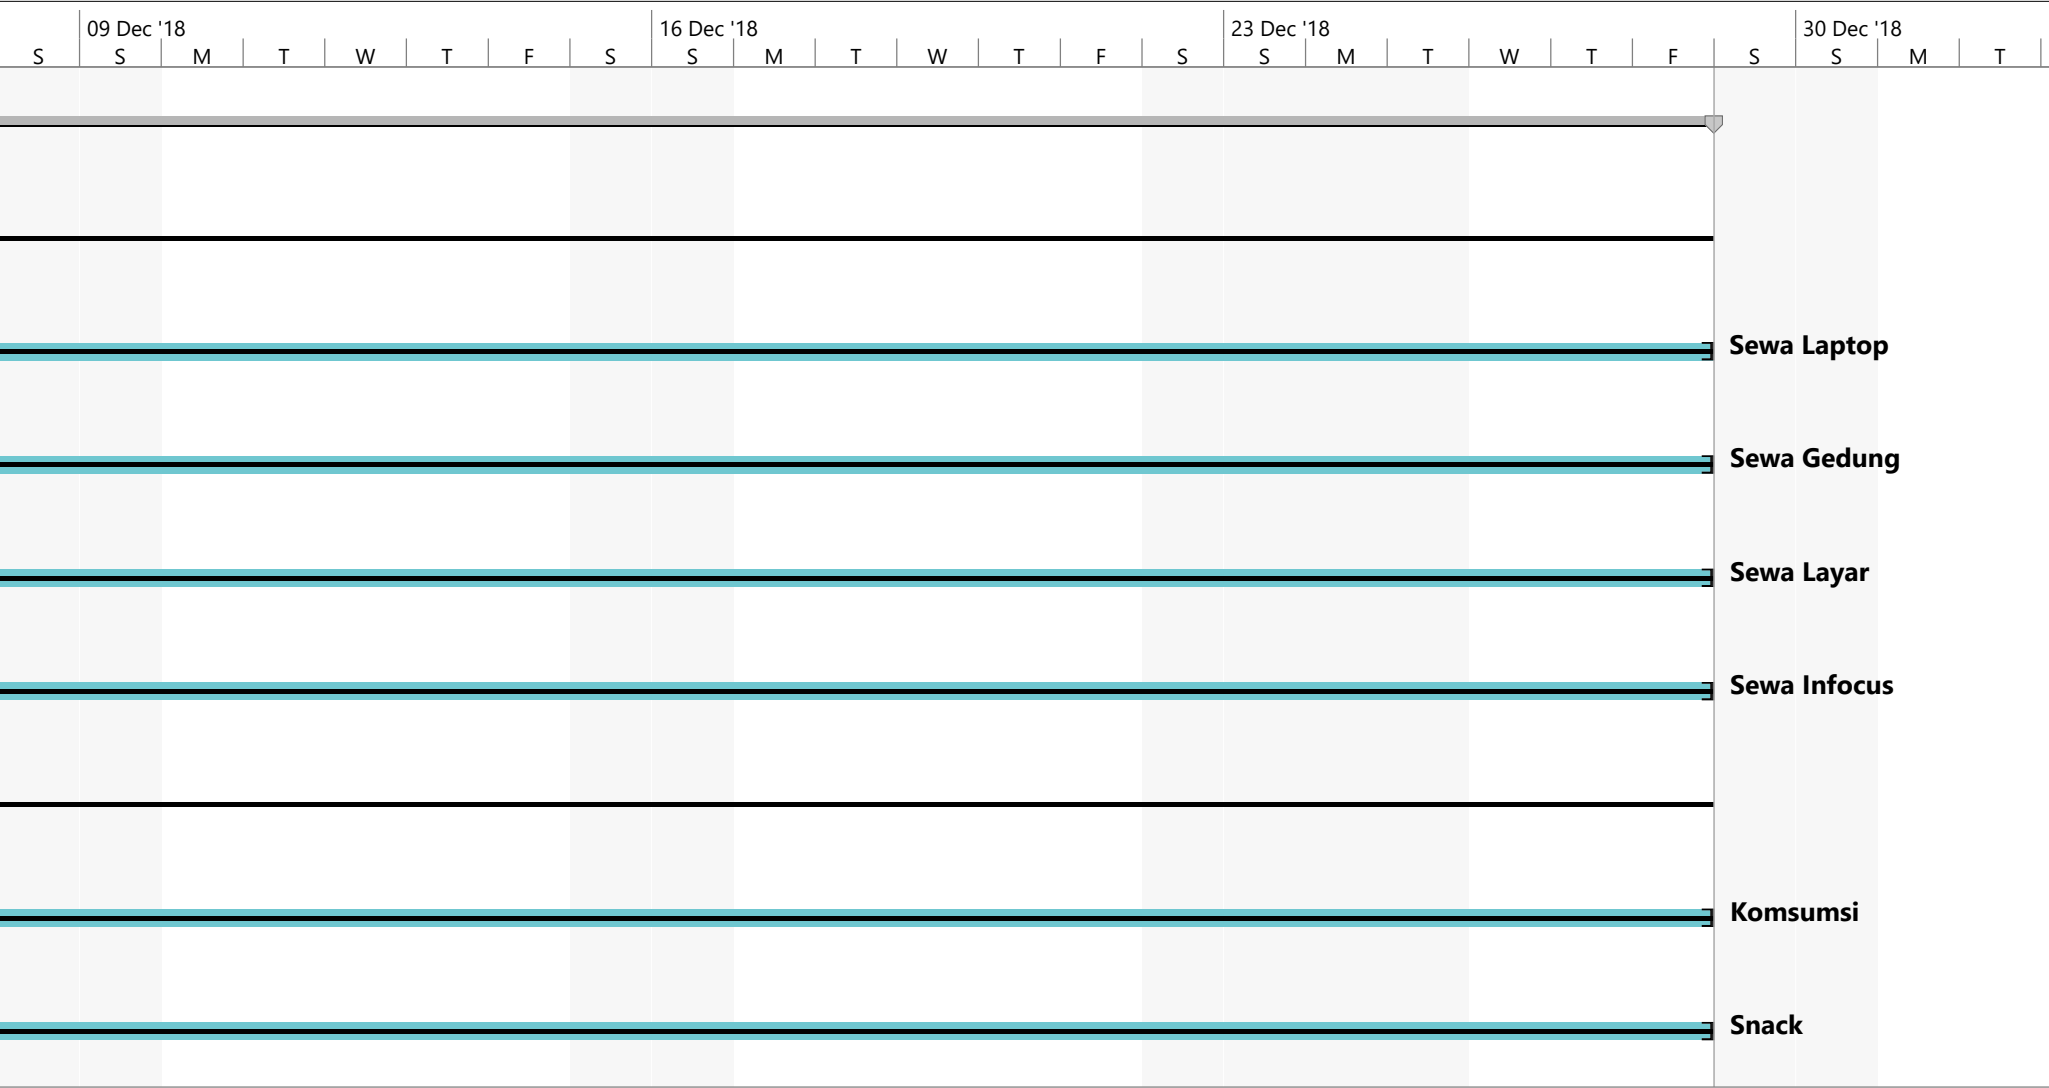 09 Dec '18 16 Dec '18 23 Dec '18 30 Dec '18
S S M T W T F S S M T W T F S S M T W T F S S M T
Sewa Laptop
Sewa Gedung
Sewa Layar
Sewa Infocus
Komsumsi
Snack